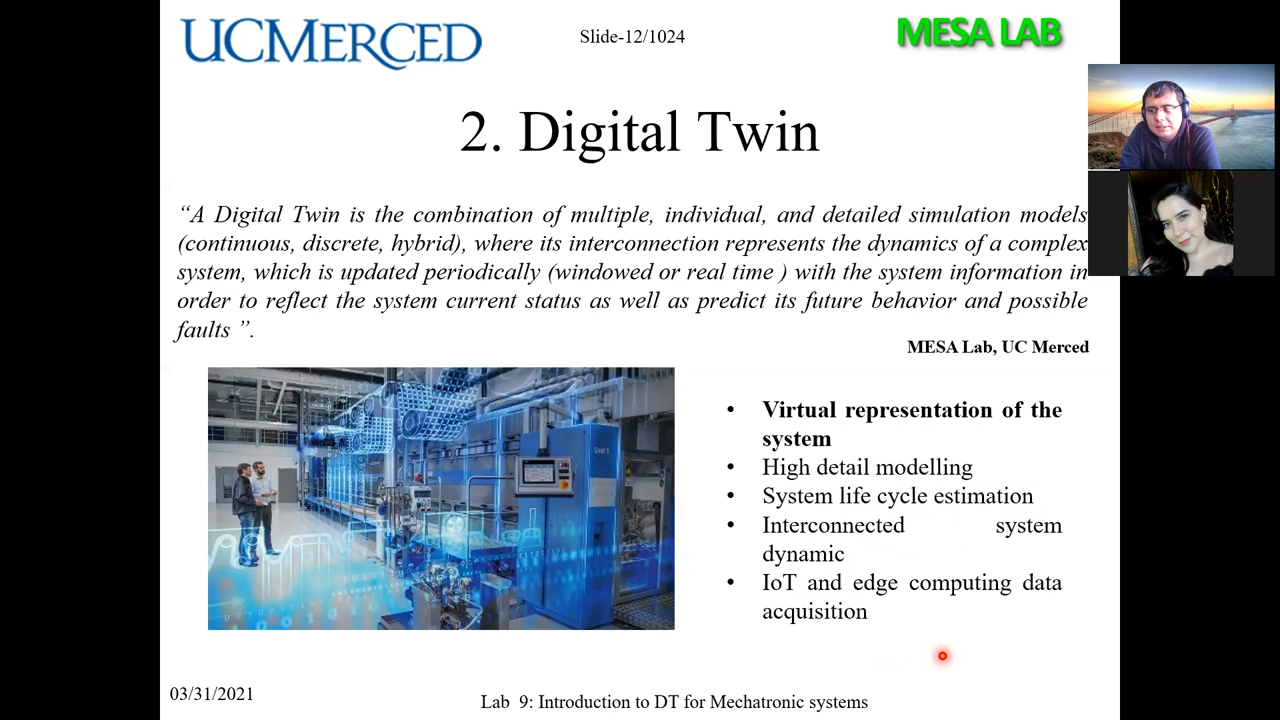 UCMERCED
Slide-12/1024
MESA LAB
2. Digital Twin
“A Digital Twin is the combination of multiple, individual, and detailed simulation models
(continuous, discrete, hybrid), where its interconnection represents the dynamics of a complex
system, which is updated periodically (windowed or real time ) with the system information in
order to reflect the system current status as well as predict its future behavior and possible
faults ”.
MESA Lab, UC Merced
• Virtual representation of the
system
• High detail modelling
• System life cycle estimation
• Interconnected system
dynamic
• IoT and edge computing data
acquisition
03/31/2021
Lab 9: Introduction to DT for Mechatronic systems